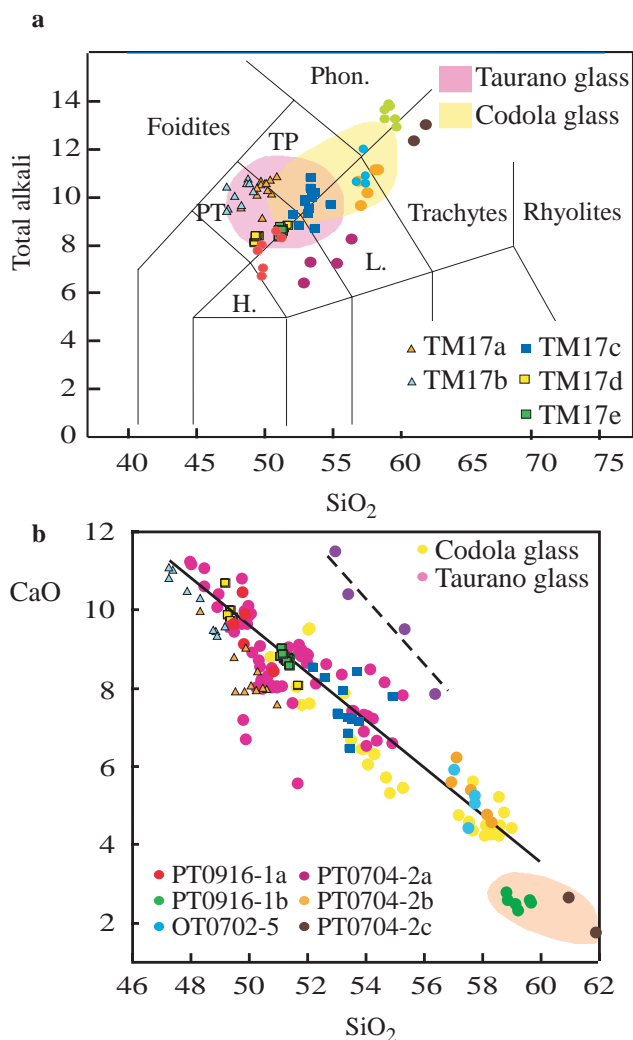 a
Phon.
Taurano glass
Codola glass
Foidites
TP
PT
Trachytes
Rhyolites
L.
H.
TM17a
TM17c
TM17b
TM17d
TM17e
Total alkali
14
12
10
8
6
4
2
0
40 45 50 55 60 65 70 75
SiO₂
b
CaO
Codola glass
Taurano glass
12
10
8
6
4
2
PT0916-1a
PT0704-2a
PT0916-1b
PT0704-2b
OT0702-5
PT0704-2c
46 48 50 52 54 56 58 60 62
SiO₂